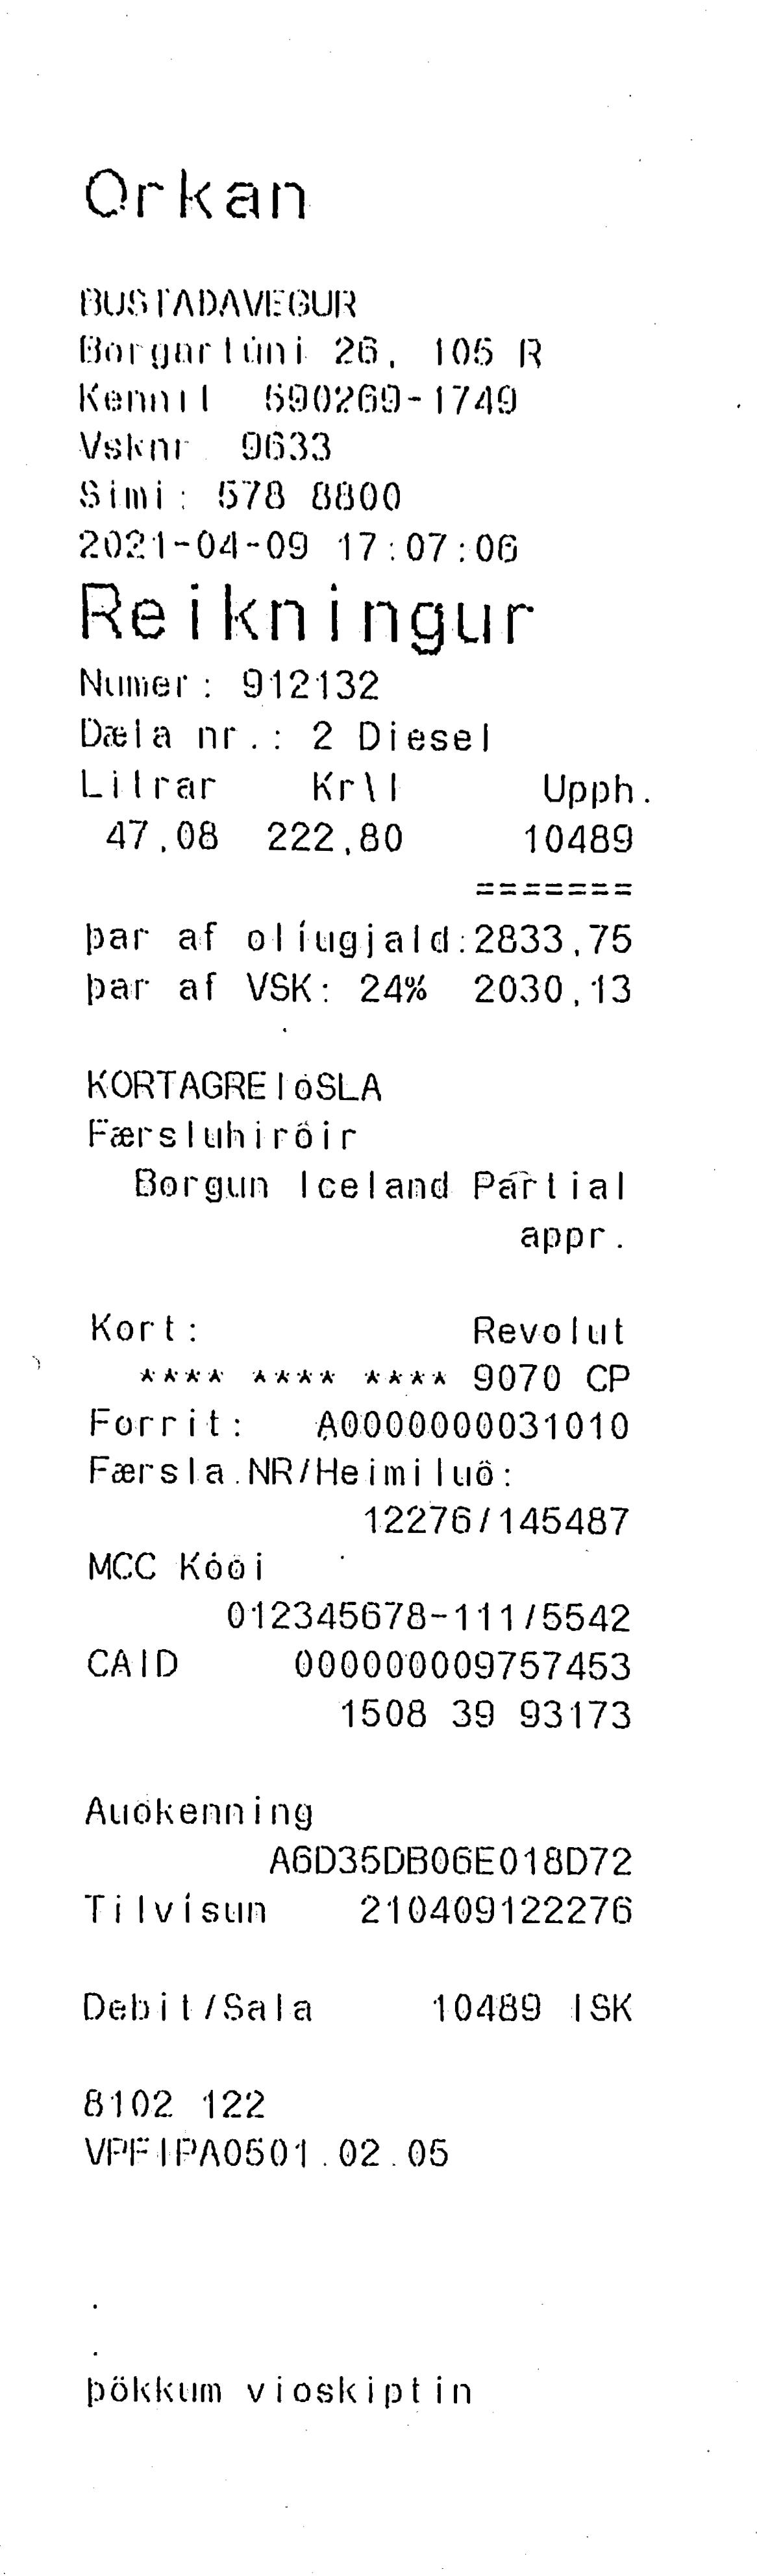 Orkan
BUSTADAVEGUR
Borgartúni 26, 105 R
Kennit 590269-1749
Vsknr 9633
Simi: 578 8800
2021-04-09 17:07:06
Reikningur
Numer: 912132
Dæla nr.: 2 Diesel
Litrar Kr\l Upph.
47,08 222,80 10489
=======
þar af olíugjald:2833,75
þar af VSK: 24% 2030,13
KORTAGREIöSLA
Færsluhiröir
Borgun Iceland Partial
appr.
Kort: Revolut
**** **** **** 9070 CP
Forrit: A0000000031010
Færsla.NR/Heimiluö:
12276/145487
MCC Kóöi
012345678-111/5542
CAID 000000009757453
1508 39 93173
Auökenning
A6D35DB06E018D72
Tilvísun 210409122276
Debit/Sala 10489 ISK
8102 122
VPFIPA0501.02.05
.
.
þökkum vioskiptin